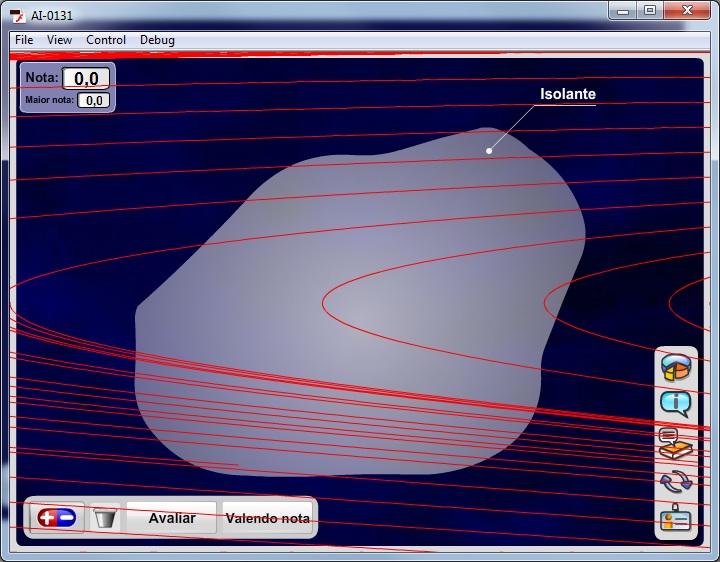 AI-0131
File View Control Debug
Nota: 0,0
Maior nota: 0,0
Isolante
Avaliar Valendo nota